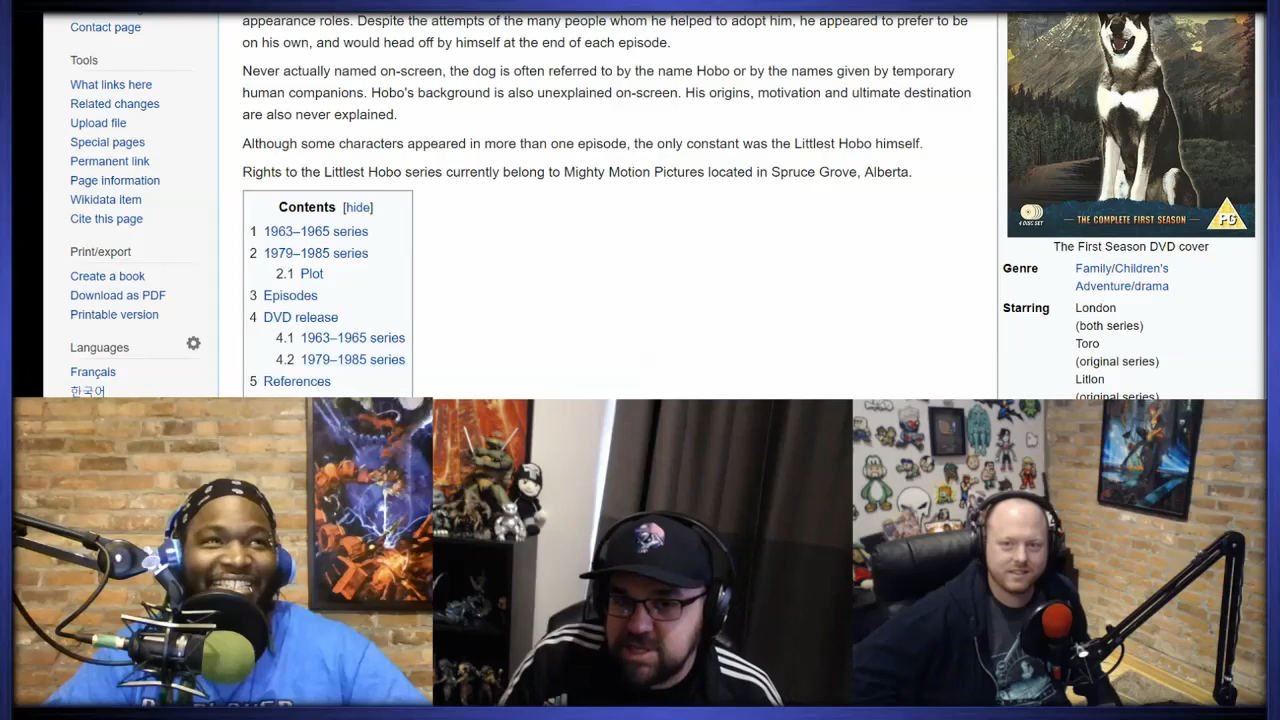 Contact page
Tools
What links here
Related changes
Upload file
Special pages
Permanent link
Page information
Wikidata item
Cite this page
Print/export
Create a book
Download as PDF
Printable version
Languages
Français
한국어
appearance roles. Despite the attempts of the many people whom he helped to adopt him, he appeared to prefer to be
on his own, and would head off by himself at the end of each episode.
Never actually named on-screen, the dog is often referred to by the name Hobo or by the names given by temporary
human companions. Hobo's background is also unexplained on-screen. His origins, motivation and ultimate destination
are also never explained.
Although some characters appeared in more than one episode, the only constant was the Littlest Hobo himself.
Rights to the Littlest Hobo series currently belong to Mighty Motion Pictures located in Spruce Grove, Alberta.
Contents [hide]
1 1963–1965 series
2 1979–1985 series
2.1 Plot
3 Episodes
4 DVD release
4.1 1963–1965 series
4.2 1979–1985 series
5 References
THE COMPLETE FIRST SEASON
PG
The First Season DVD cover
Genre Family/Children's
Adventure/drama
Starring London
(both series)
Toro
(original series)
Litlon
(original series)